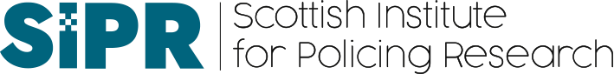 SiPR
Scottish Institute
for Policing Research